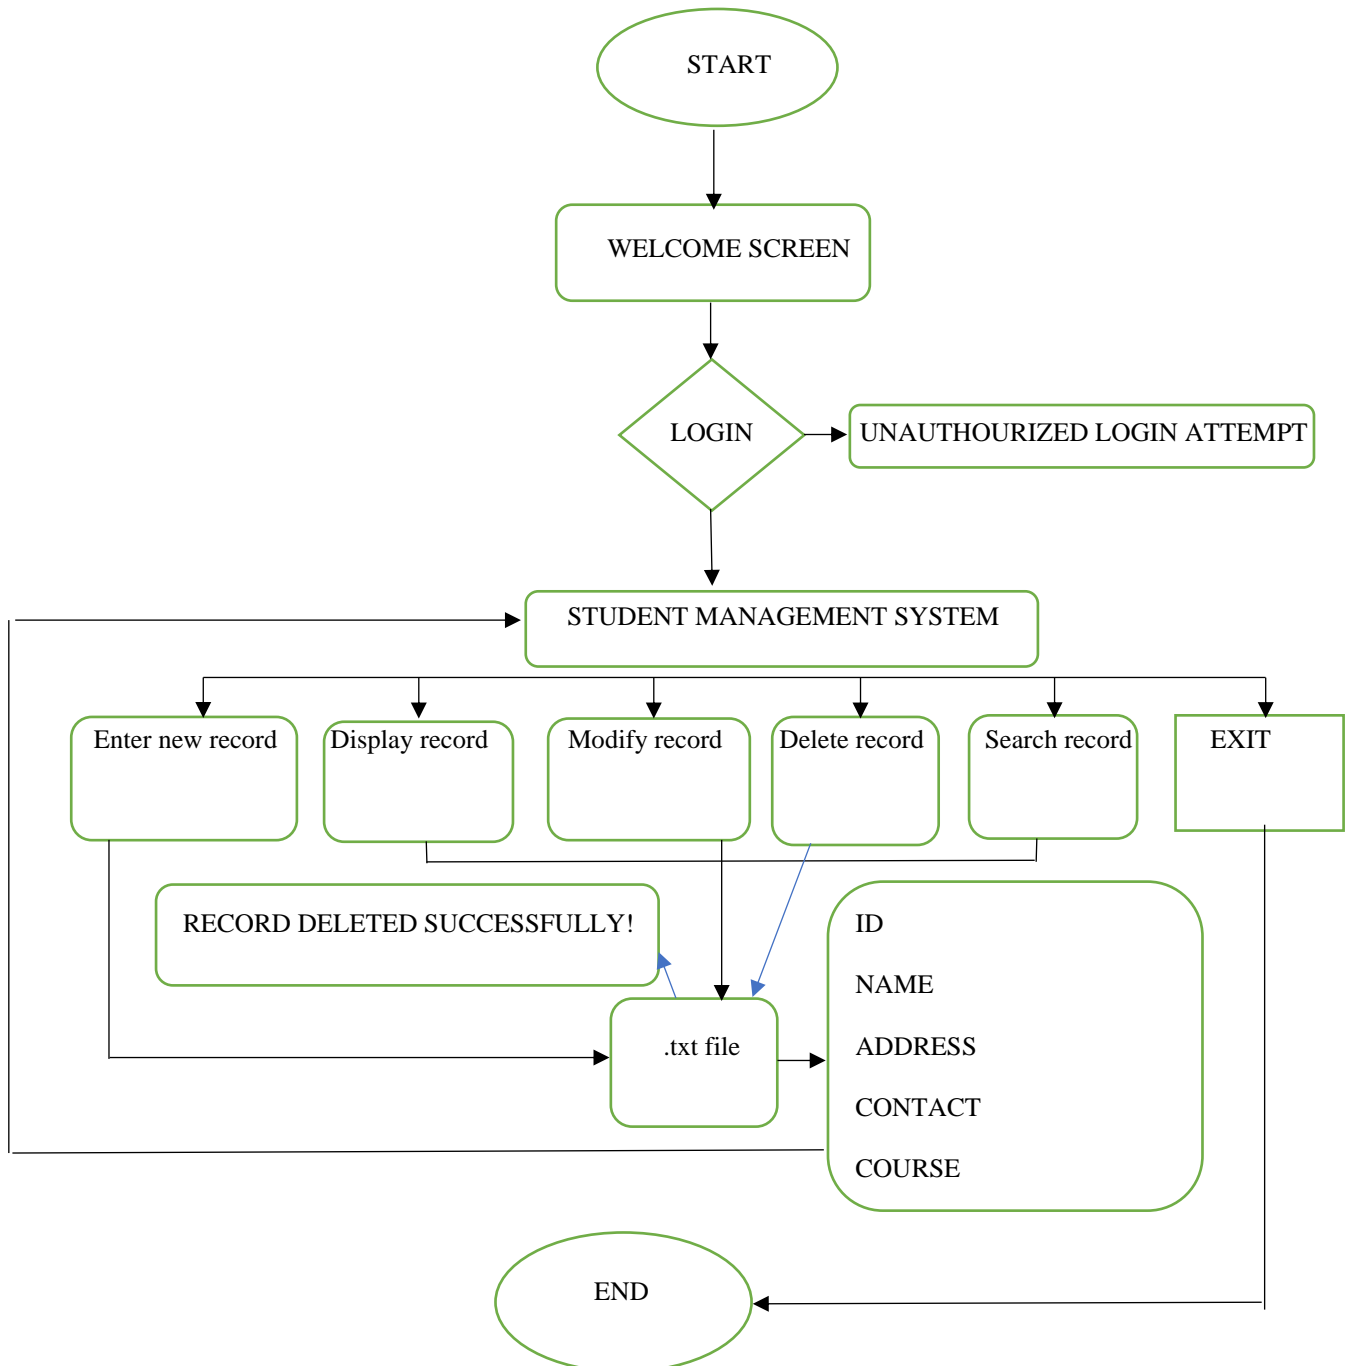 START
WELCOME SCREEN
LOGIN
UNAUTHOURIZED LOGIN ATTEMPT
STUDENT MANAGEMENT SYSTEM
Enter new record
Display record
Modify record
Delete record
Search record
EXIT
RECORD DELETED SUCCESSFULLY!
.txt file
ID
NAME
ADDRESS
CONTACT
COURSE
END